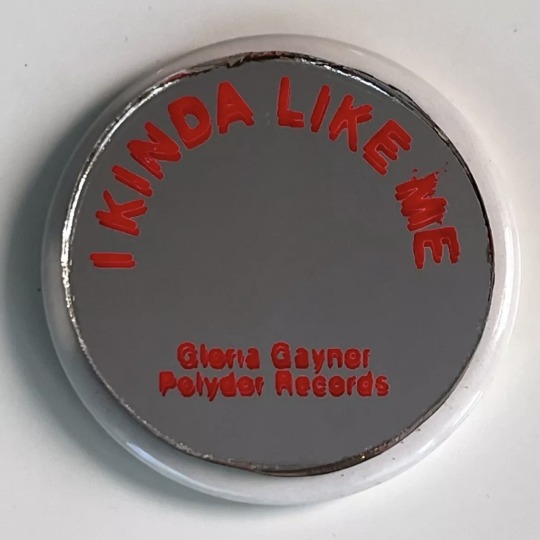 I KINDA LIKE ME
Gloria Gaynor
Polydor Records